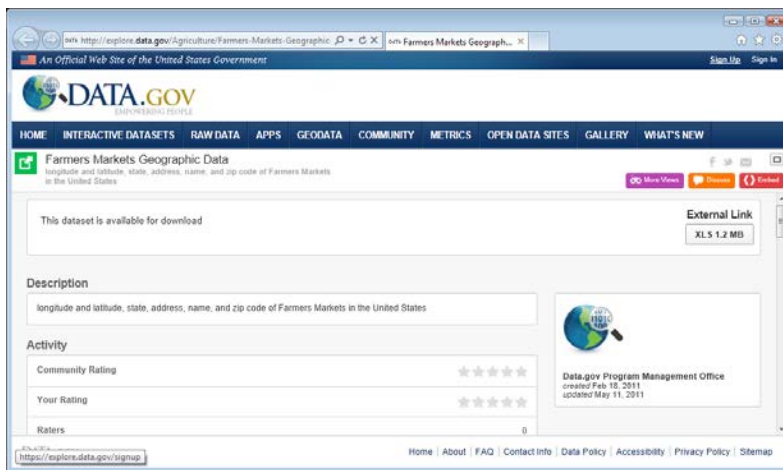 http://explore.data.gov/Agriculture/Farmers-Markets-Geographic
Farmers Markets Geograph...
An Official Web Site of the United States Government
Sign Up Sign In
DATA.GOV
EMPOWERING PEOPLE
HOME INTERACTIVE DATASETS RAW DATA APPS GEODATA COMMUNITY METRICS OPEN DATA SITES GALLERY WHAT'S NEW
Farmers Markets Geographic Data
longitude and latitude, state, address, name, and zip code of Farmers Markets
in the United States
More Views Discuss Embed
This dataset is available for download
External Link
XLS 1.2 MB
Description
longitude and latitude, state, address, name, and zip code of Farmers Markets in the United States
Activity
Community Rating
Your Rating
Raters 0
Data.gov Program Management Office
created Feb 18, 2011
updated May 11, 2011
https://explore.data.gov/signup
Home About FAQ Contact Info Data Policy Accessibility Privacy Policy Sitemap